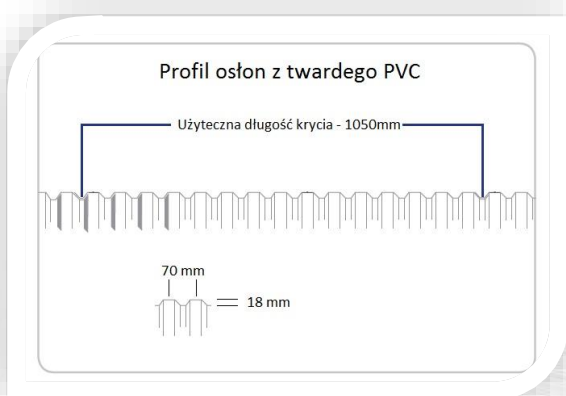 Profil osłon z twardego PVC
Użyteczna długość krycia - 1050mm
70 mm
18 mm